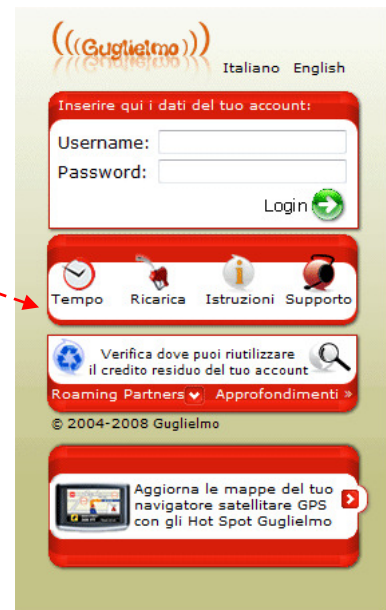 (((Guglielmo)))
Italiano English
Inserire qui i dati del tuo account:
Username:
Password:
Login
Tempo Ricarica Istruzioni Supporto
Verifica dove puoi riutilizzare
il credito residuo del tuo account
Roaming Partners Approfondimenti »
© 2004-2008 Guglielmo
Aggiorna le mappe del tuo
navigatore satellitare GPS
con gli Hot Spot Guglielmo